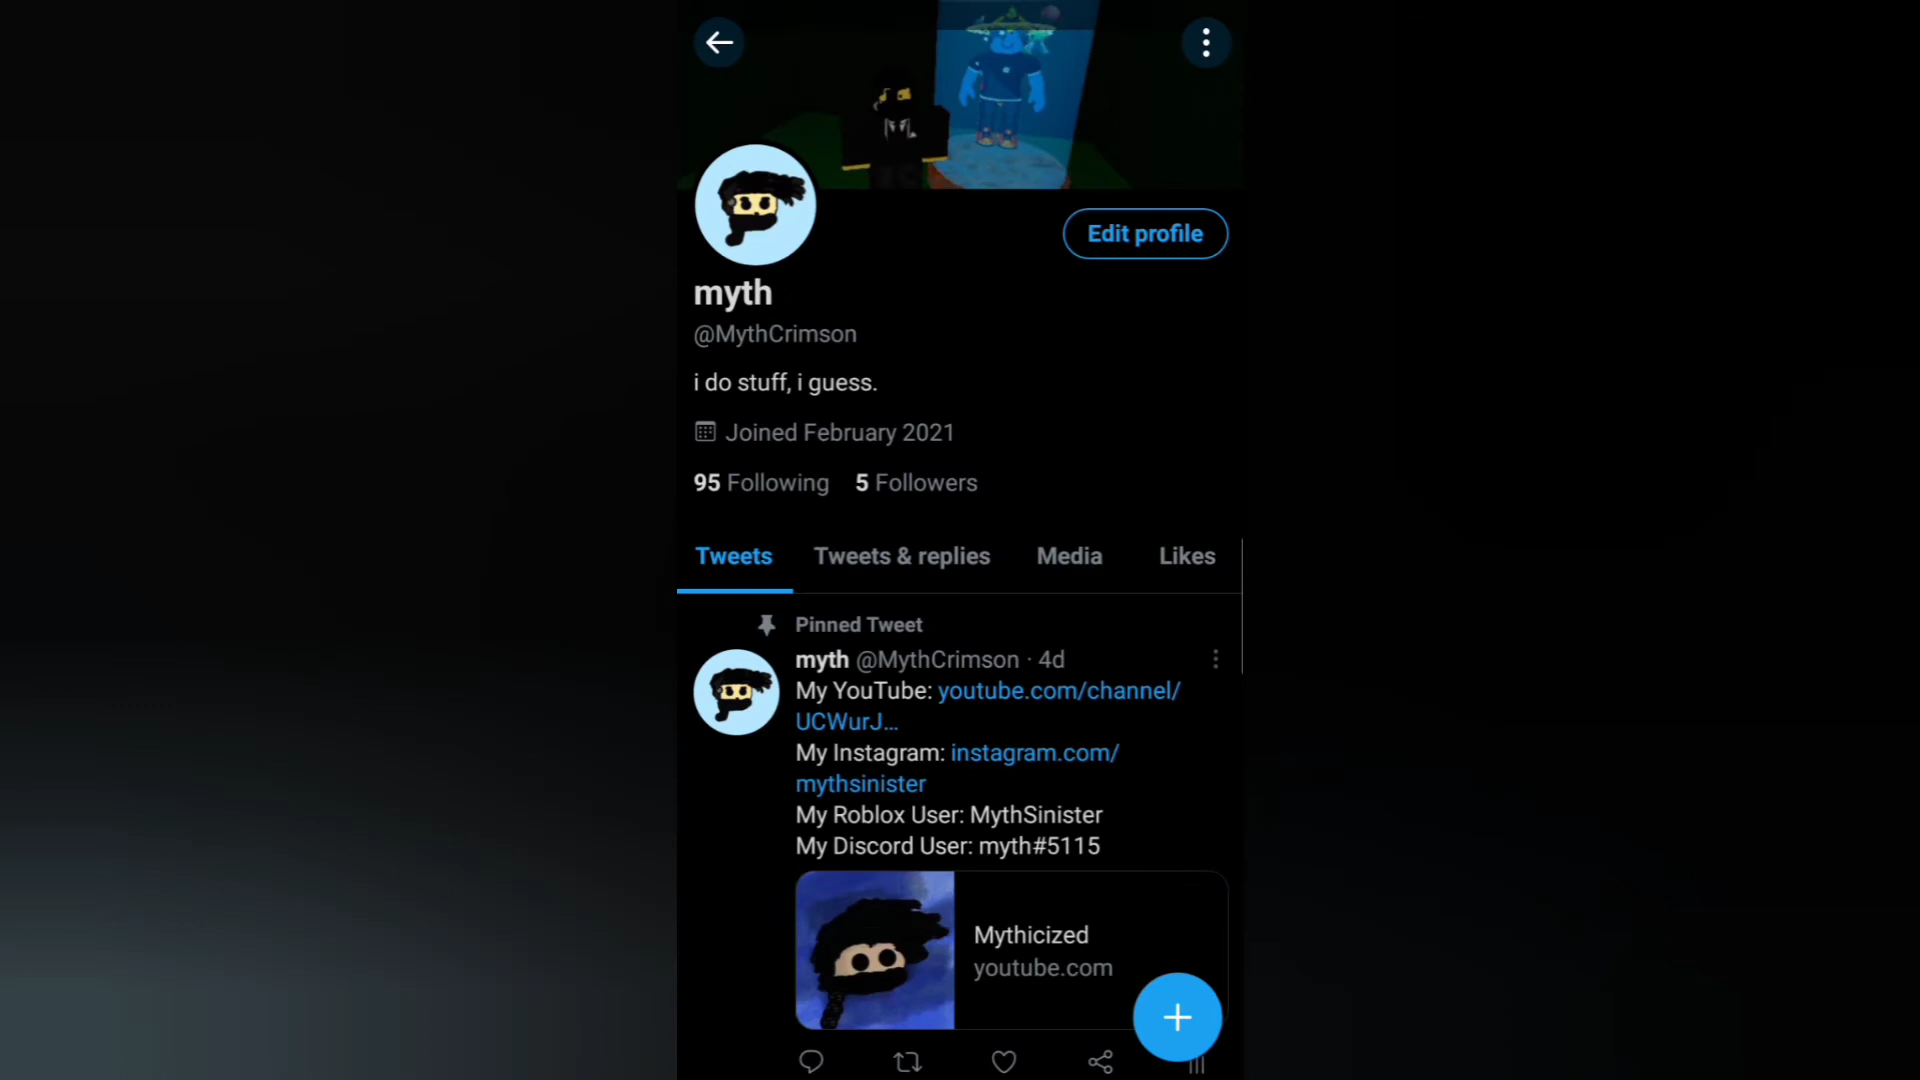 Edit profile
myth
@MythCrimson
i do stuff, i guess.
Joined February 2021
95 Following 5 Followers
Tweets Tweets & replies Media Likes
Pinned Tweet
myth @MythCrimson · 4d
My YouTube: youtube.com/channel/
UCWurJ...
My Instagram: instagram.com/
mythsinister
My Roblox User: MythSinister
My Discord User: myth#5115
Mythicized
youtube.com